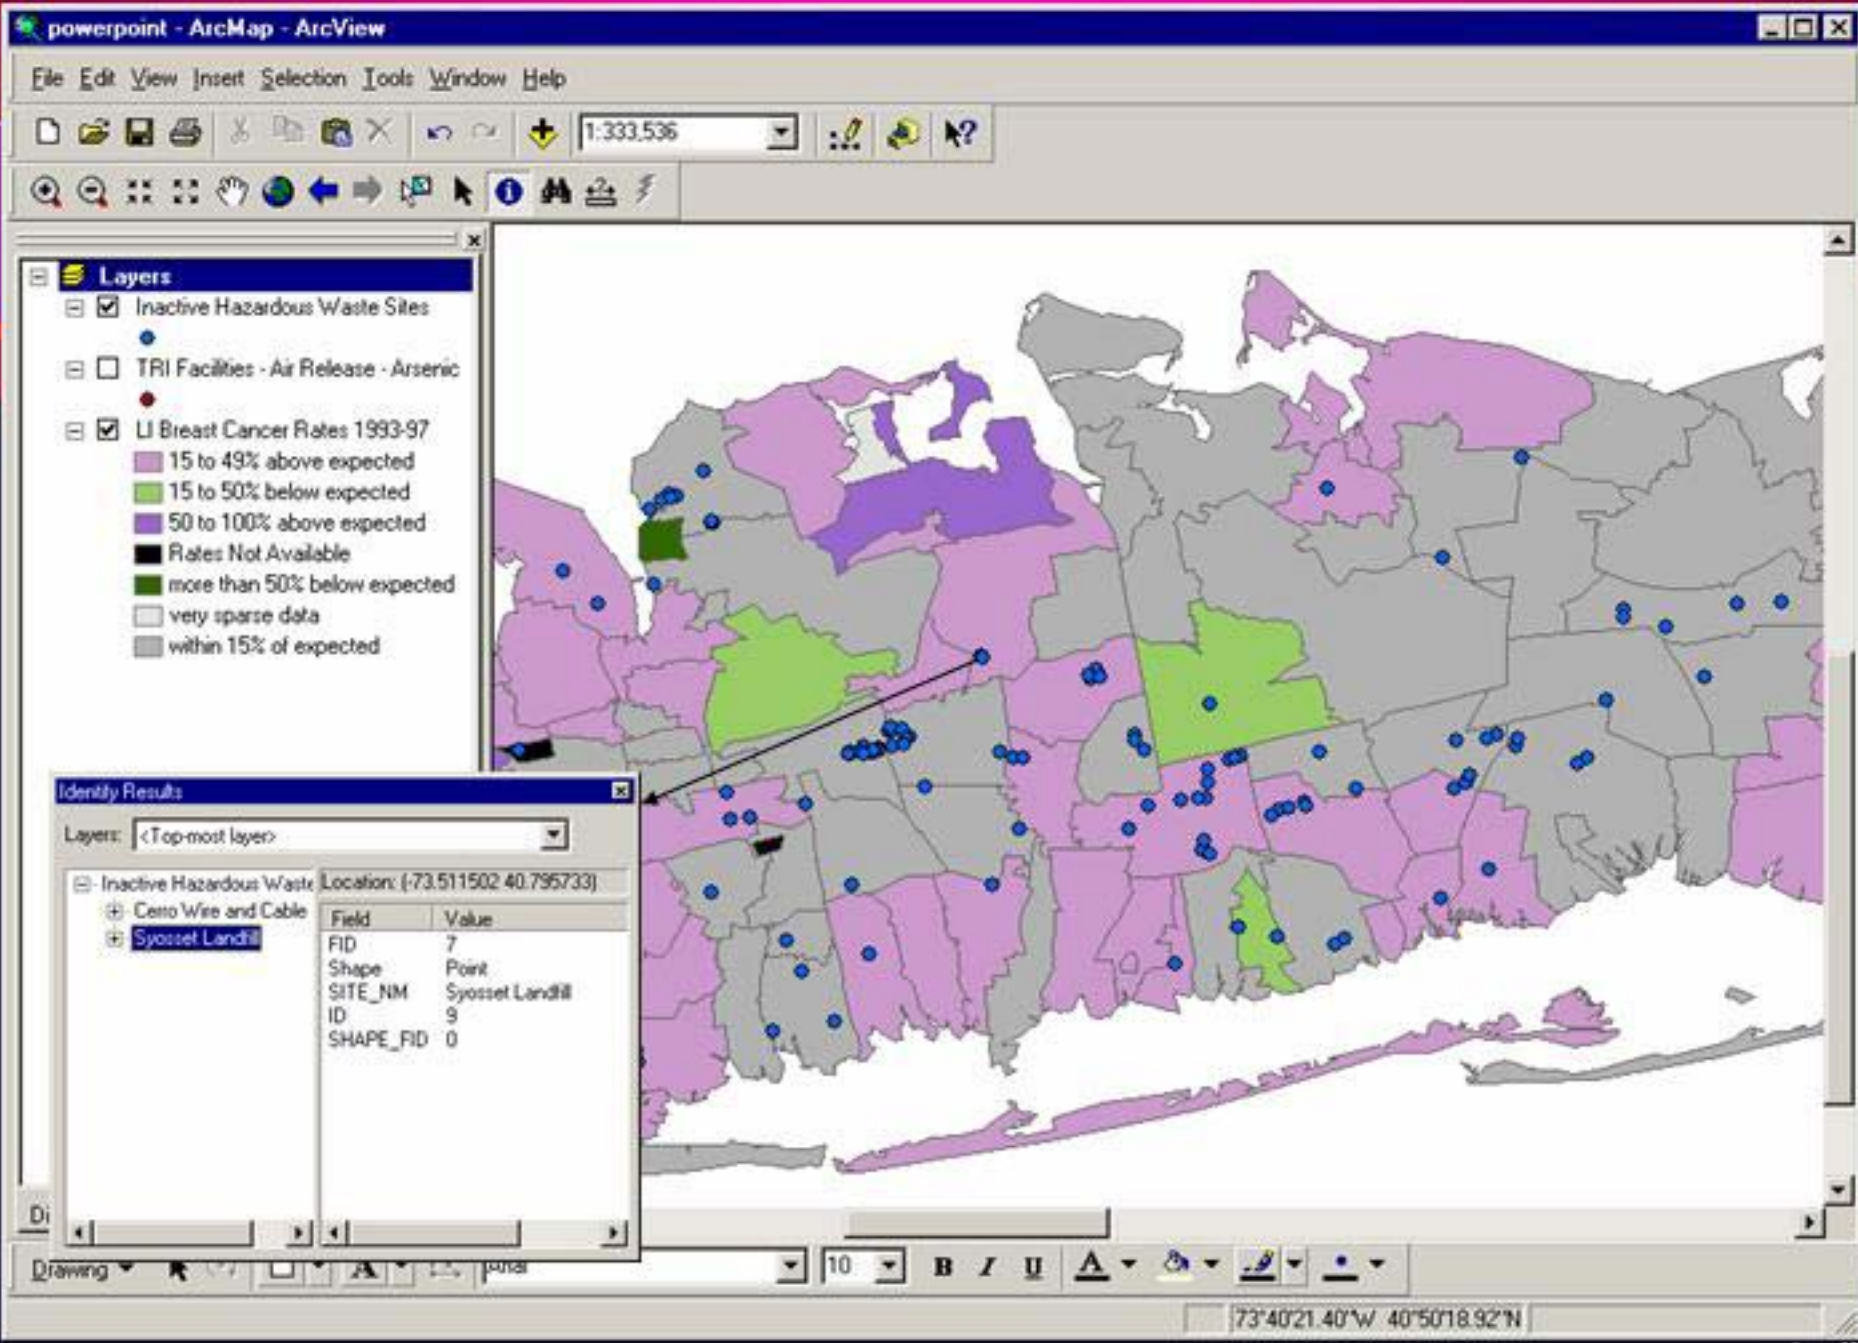 powerpoint - ArcMap - ArcView
File Edit View Insert Selection Tools Window Help
1:333,536
Layers
Inactive Hazardous Waste Sites
TRI Facilities - Air Release - Arsenic
LI Breast Cancer Rates 1993-97
15 to 49% above expected
15 to 50% below expected
50 to 100% above expected
Rates Not Available
more than 50% below expected
very sparse data
within 15% of expected
Identify Results
Layers: <Top-most layer>
Inactive Hazardous Waste
Cerro Wire and Cable
Syosset Landfill
Location: (-73.511502 40.795733)
Field Value
FID 7
Shape Point
SITE_NM Syosset Landfill
ID 9
SHAPE_FID 0
Di
Drawing A Arial 10 B I U A
73°40'21.40"W 40°50'18.92"N